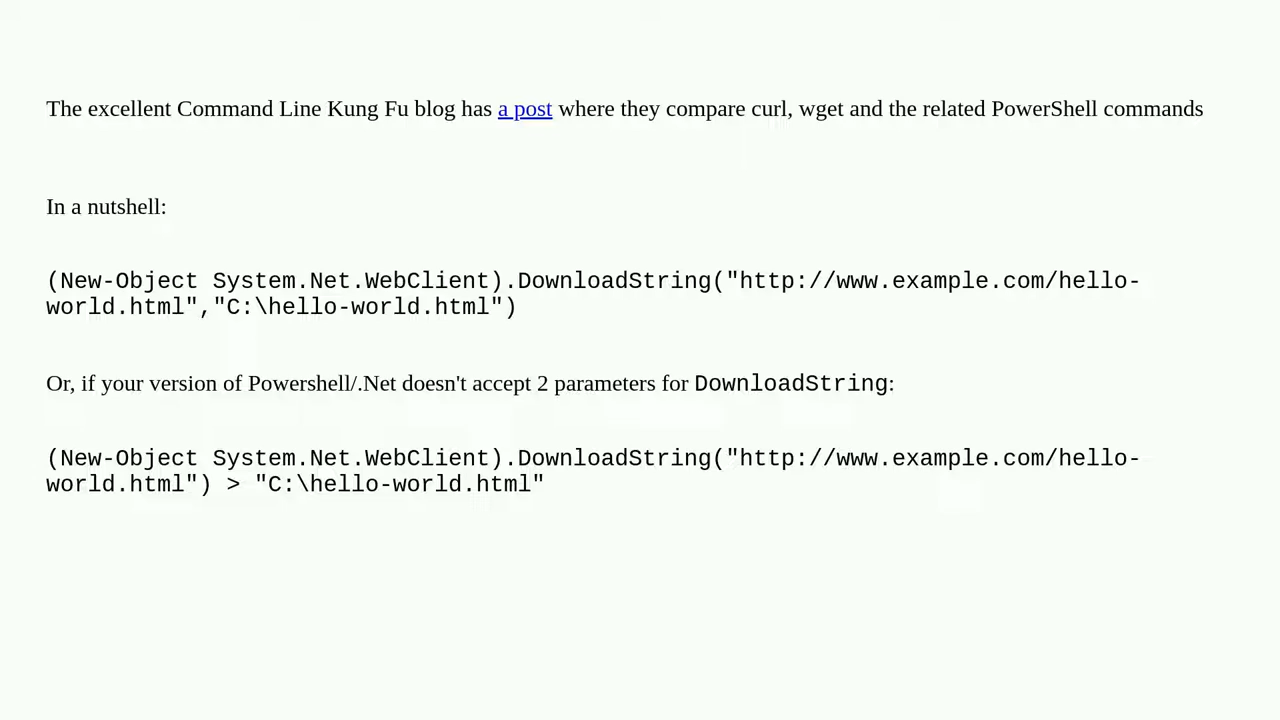 The excellent Command Line Kung Fu blog has a post where they compare curl, wget and the related PowerShell commands
In a nutshell:
(New-Object System.Net.WebClient).DownloadString("http://www.example.com/hello-
world.html","C:\hello-world.html")
Or, if your version of Powershell/.Net doesn't accept 2 parameters for DownloadString:
(New-Object System.Net.WebClient).DownloadString("http://www.example.com/hello-
world.html") > "C:\hello-world.html"